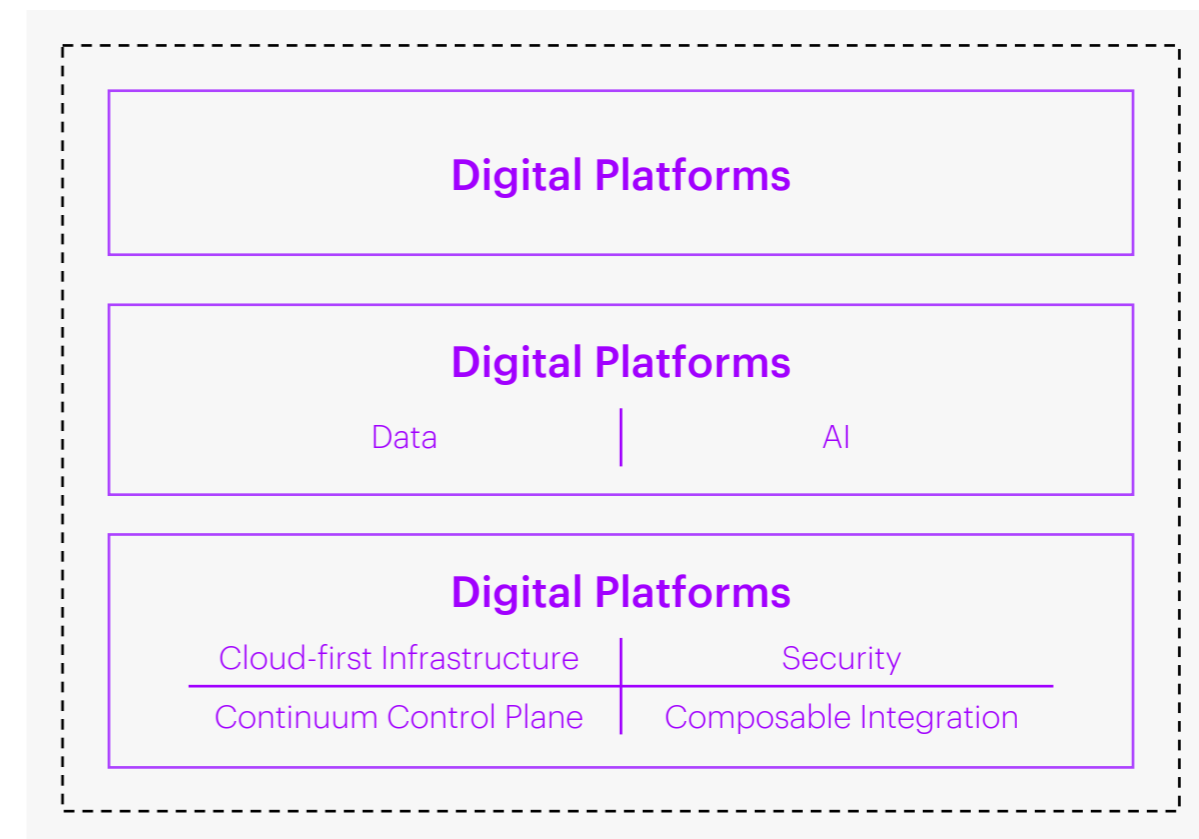 Digital Platforms
Digital Platforms
Data AI
Digital Platforms
Cloud-first Infrastructure Security
Continuum Control Plane Composable Integration